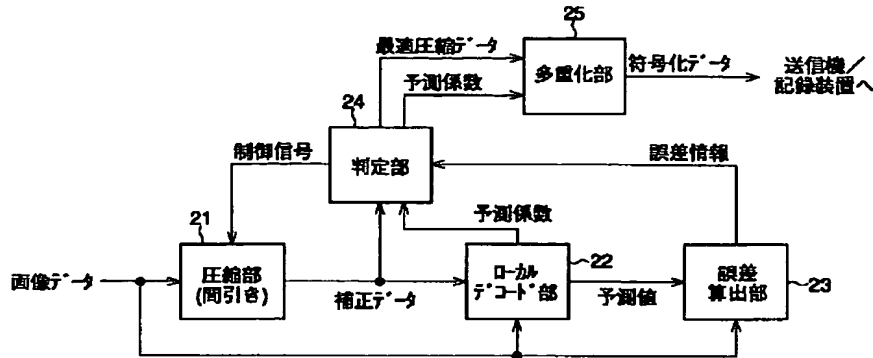 25
最適圧縮データ
多重化部
符号化データ
送信機/
記録装置へ
予測係数
24
制御信号
判定部
誤差情報
予測係数
21
画像データ
圧縮部
(間引き)
補正データ
ローカル
デコード部
22
予測値
誤差
算出部
23